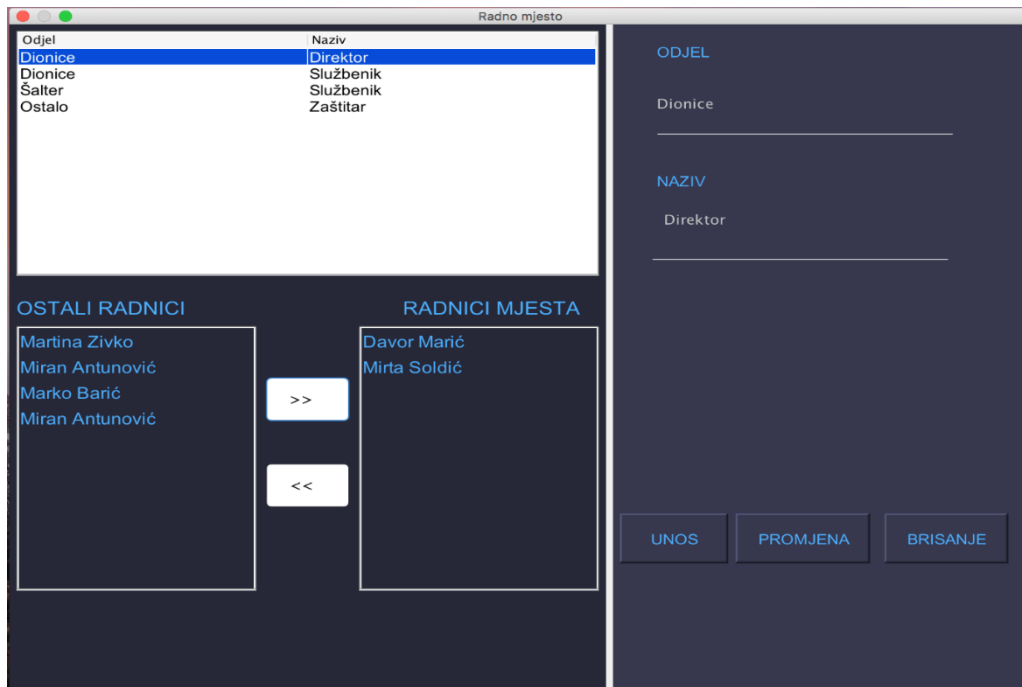 Radno mjesto
Odjel Naziv
Dionice Direktor
Dionice Službenik
Šalter Službenik
Ostalo Zaštitar
OSTALI RADNICI
Martina Zivko
Miran Antunović
Marko Barić
Miran Antunović
>>
<<
RADNICI MJESTA
Davor Marić
Mirta Soldić
ODJEL
Dionice
NAZIV
Direktor
UNOS PROMJENA BRISANJE